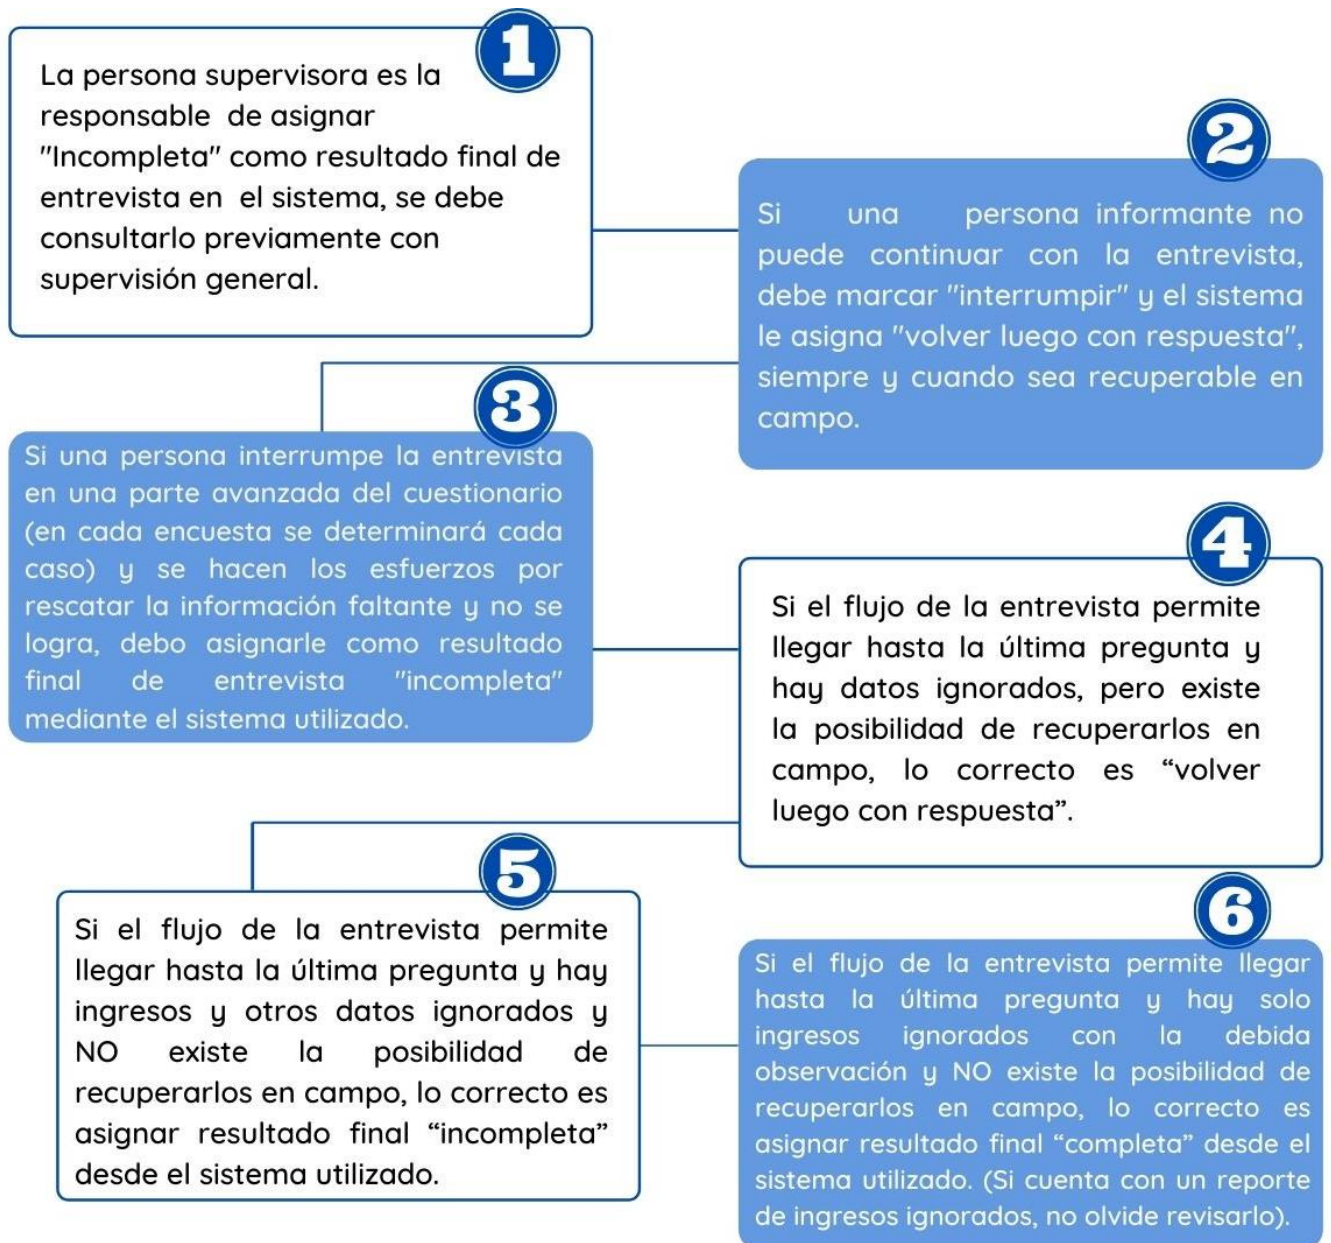 1
La persona supervisora es la
responsable de asignar
"Incompleta" como resultado final de
entrevista en el sistema, se debe
consultarlo previamente con
supervisión general.
2
Si una persona informante no
puede continuar con la entrevista,
debe marcar "interrumpir" y el sistema
le asigna "volver luego con respuesta",
siempre y cuando sea recuperable en
campo.
3
Si una persona interrumpe la entrevista
en una parte avanzada del cuestionario
(en cada encuesta se determinará cada
caso) y se hacen los esfuerzos por
rescatar la información faltante y no se
logra, debo asignarle como resultado
final de entrevista "incompleta"
mediante el sistema utilizado.
4
Si el flujo de la entrevista permite
llegar hasta la última pregunta y
hay datos ignorados, pero existe
la posibilidad de recuperarlos en
campo, lo correcto es “volver
luego con respuesta”.
5
Si el flujo de la entrevista permite
llegar hasta la última pregunta y hay
ingresos y otros datos ignorados y
NO existe la posibilidad de
recuperarlos en campo, lo correcto es
asignar resultado final “incompleta”
desde el sistema utilizado.
6
Si el flujo de la entrevista permite llegar
hasta la última pregunta y hay solo
ingresos ignorados con la debida
observación y NO existe la posibilidad de
recuperarlos en campo, lo correcto es
asignar resultado final “completa” desde el
sistema utilizado. (Si cuenta con un reporte
de ingresos ignorados, no olvide revisarlo).